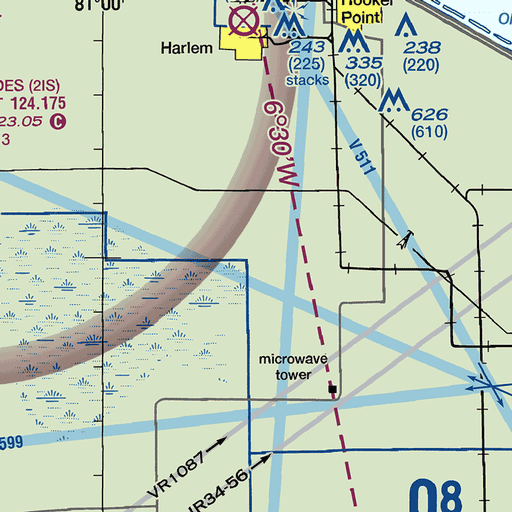 81°00'
Hooker
Point
Harlem
243
(225)
stacks
335
(320)
238
(220)
626
(610)
DES (2IS)
T 124.175
23.05 C
3
6°30'W
V 511
microwave
tower
599
VR1087
IR34-56
08